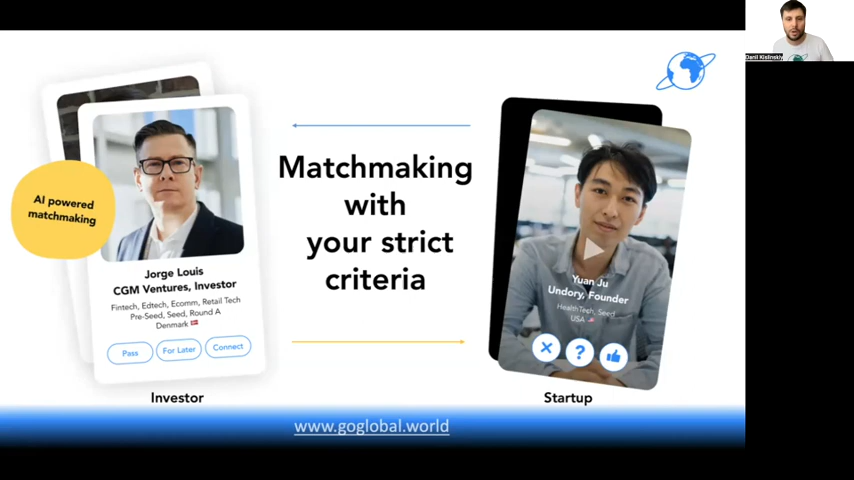 Danil Kislinskiy
AI powered
matchmaking
Jorge Louis
CGM Ventures, Investor
Fintech, Edtech, Ecomm, Retail Tech
Pre-Seed, Seed, Round A
Denmark
Pass
For Later
Connect
Investor
Matchmaking
with
your strict
criteria
Yuan Ju
Undory, Founder
HealthTech, Seed
USA
?
Startup
www.goglobal.world